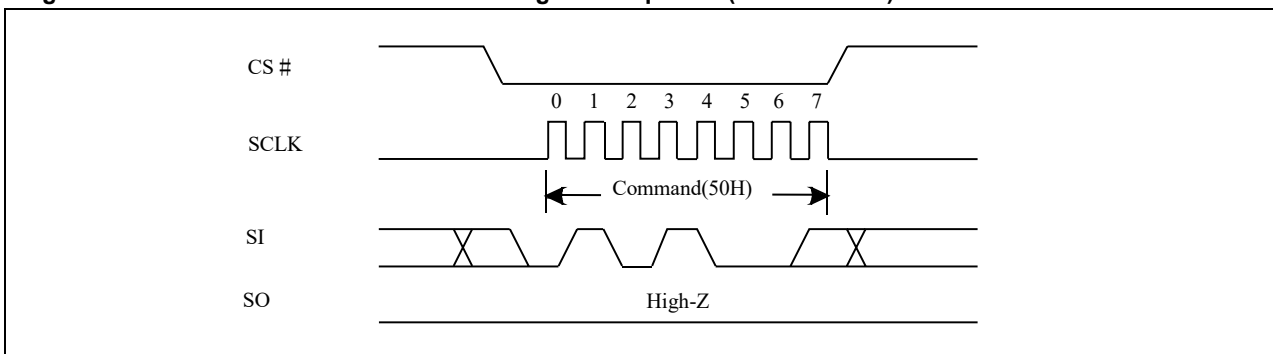 CS #
0 1 2 3 4 5 6 7
SCLK
Command(50H)
SI
SO
High-Z